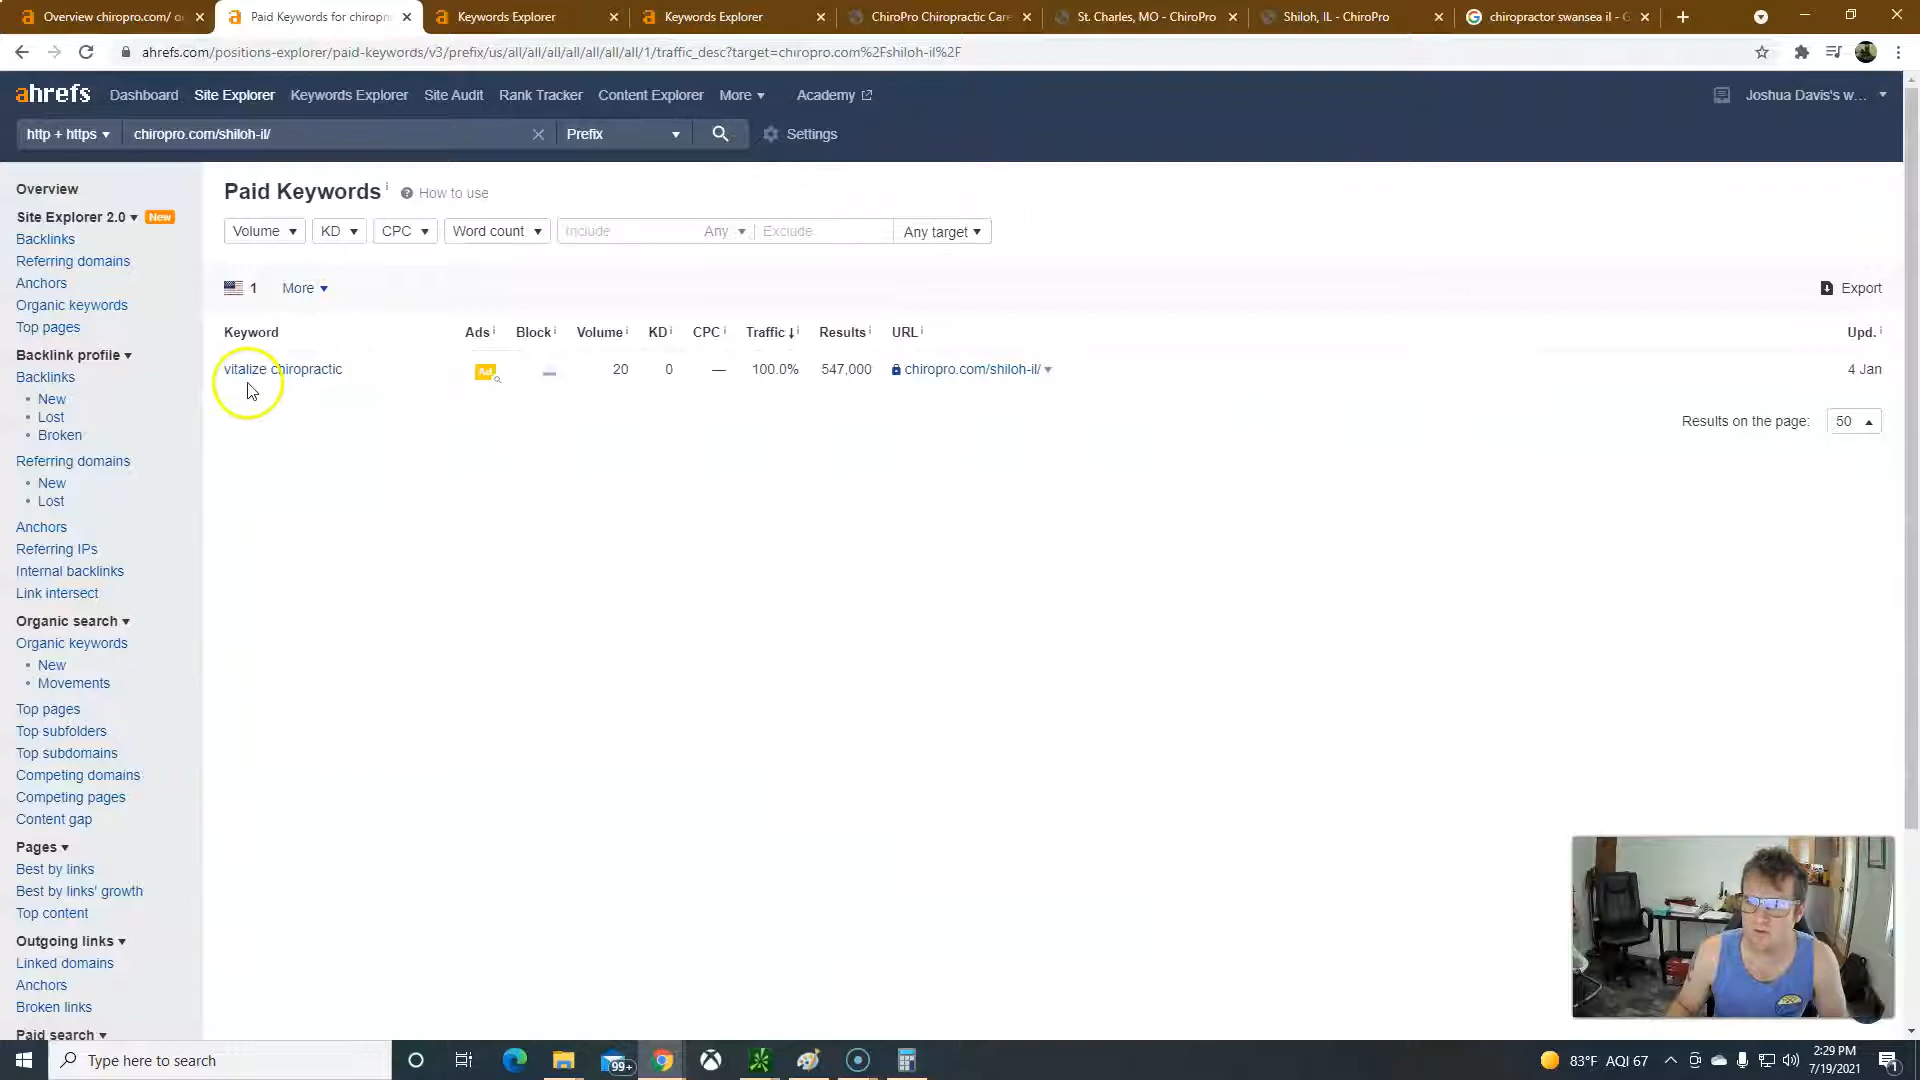 Overview chiropro.com/ o
Paid Keywords for chiropr
Keywords Explorer
Keywords Explorer
ChiroPro Chiropractic Care
St. Charles, MO - ChiroPro
Shiloh, IL - ChiroPro
chiropractor swansea il - G
ahrefs.com/positions-explorer/paid-keywords/v3/prefix/us/all/all/all/all/all/all/all/1/traffic_desc?target=chiropro.com%2Fshiloh-il%2F
ahrefs Dashboard Site Explorer Keywords Explorer Site Audit Rank Tracker Content Explorer More Academy Joshua Davis's w...
http + https chiropro.com/shiloh-il/ Prefix Settings
Overview
Site Explorer 2.0 New
Backlinks
Referring domains
Anchors
Organic keywords
Top pages
Backlink profile
Backlinks
New
Lost
Broken
Referring domains
New
Lost
Anchors
Referring IPs
Internal backlinks
Link intersect
Organic search
Organic keywords
New
Movements
Top pages
Top subfolders
Top subdomains
Competing domains
Competing pages
Content gap
Pages
Best by links
Best by links' growth
Top content
Outgoing links
Linked domains
Anchors
Broken links
Paid search
Paid Keywords i ? How to use
Volume KD CPC Word count Include Any Exclude Any target
1 More Export
Keyword Ads i Block i Volume i KD i CPC i Traffic ↓ i Results i URL i Upd. i
vitalize chiropractic Ad 20 0 — 100.0% 547,000 chiropro.com/shiloh-il/ 4 Jan
Results on the page: 50
Type here to search 99+ 83°F AQI 67 2:29 PM
7/19/2021 1